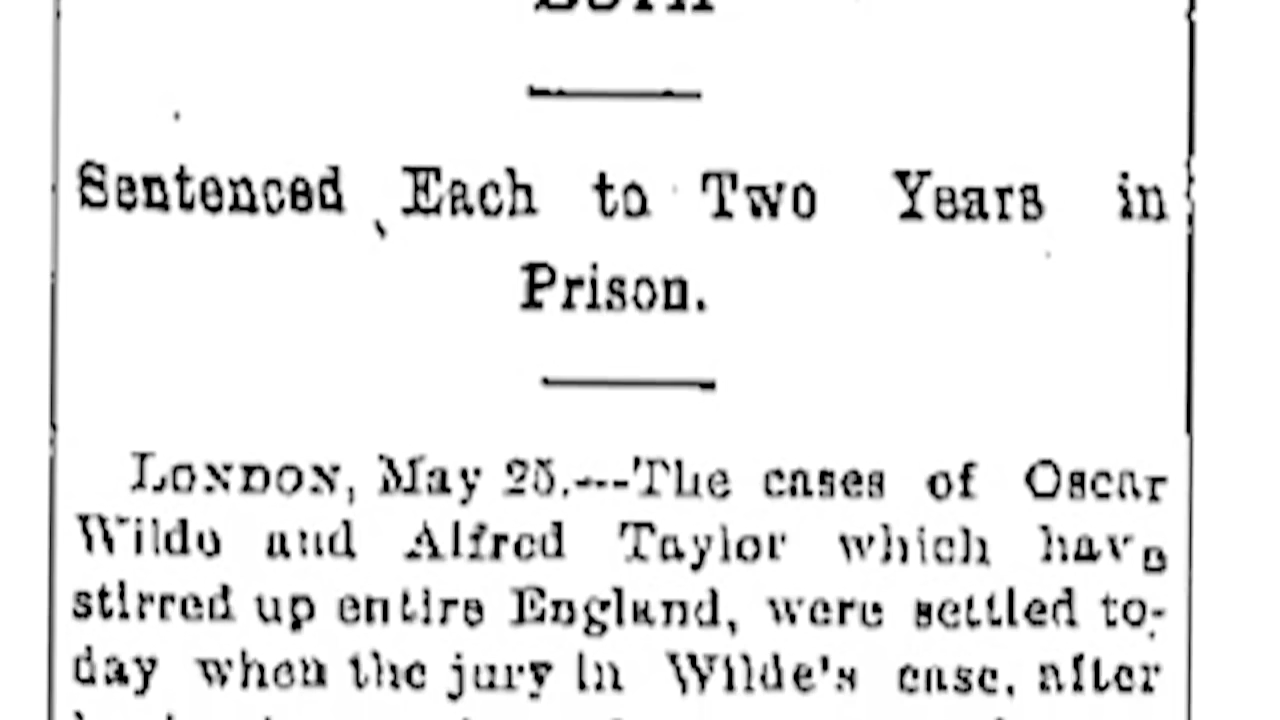 BOTH
Sentenced Each to Two Years in
Prison.
LONDON, May 25.---The cases of Oscar
Wilde and Alfred Taylor which have
stirred up entire England, were settled to-
day when the jury in Wilde's case, after